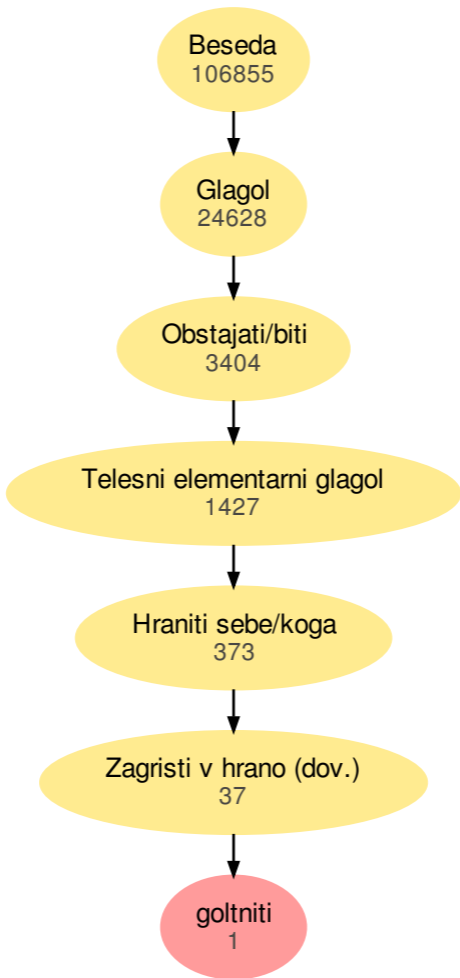 Beseda
106855
Glagol
24628
Obstajati/biti
3404
Telesni elementarni glagol
1427
Hraniti sebe/koga
373
Zagristi v hrano (dov.)
37
goltniti
1